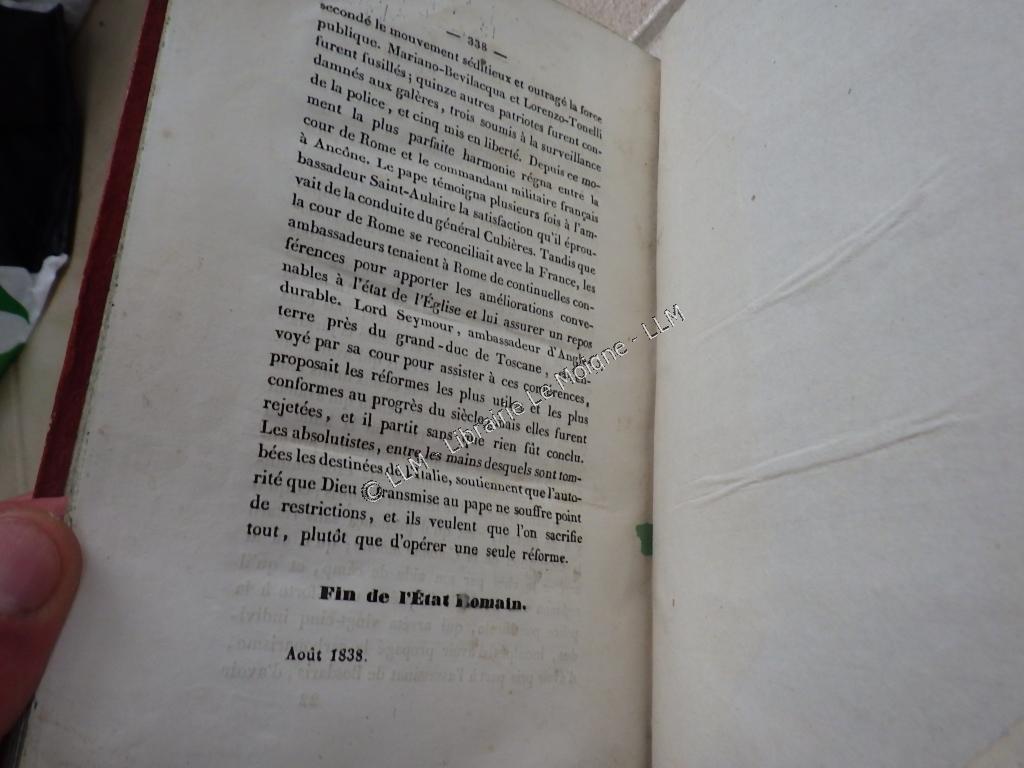 — 338 —
secondé le mouvement séditieux et outragé la force
publique. Mariano-Bevilacqua et Lorenzo-Tonelli
furent fusillés; quinze autres patriotes furent con-
damnés aux galères, trois soumis à la surveillance
de la police, et cinq mis en liberté. Depuis ce mo-
ment la plus parfaite harmonie régna entre la
cour de Rome et le commandant militaire français
à Ancône. Le pape témoigna plusieurs fois à l'am-
bassadeur Saint-Aulaire la satisfaction qu'il éprou-
vait de la conduite du général Cubières. Tandis que
la cour de Rome se reconciliait avec la France, les
ambassadeurs tenaient à Rome de continuelles con-
férences pour apporter les améliorations conve-
nables à l'état de l'Église et lui assurer un repos
durable. Lord Seymour, ambassadeur d'Angle-
terre près du grand-duc de Toscane,
voyé par sa cour pour assister à ces conférences,
proposait les réformes les plus utiles et les plus
conformes au progrès du siècle, mais elles furent
rejetées, et il partit sans que rien fût conclu.
Les absolutistes, entre les mains desquels sont tom-
bées les destinées de l'Italie, soutiennent que l'auto-
rité que Dieu a transmise au pape ne souffre point
de restrictions, et ils veulent que l'on sacrifie
tout, plutôt que d'opérer une seule réforme.
Fin de l'État Romain.
Août 1838.
© LLM - Librairie Le Moigne - LLM